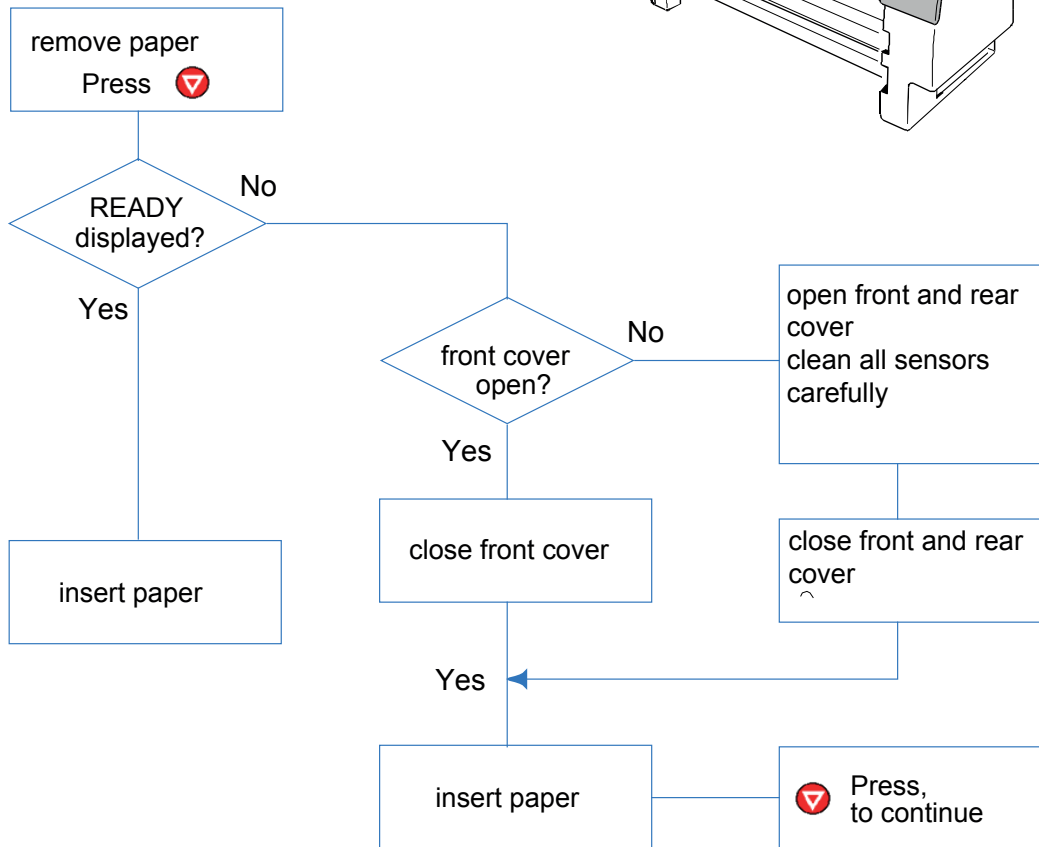 remove paper
Press
READY
displayed?
No
Yes
insert paper
front cover
open?
No
Yes
open front and rear
cover
clean all sensors
carefully
close front cover
close front and rear
cover
Yes
insert paper
Press,
to continue